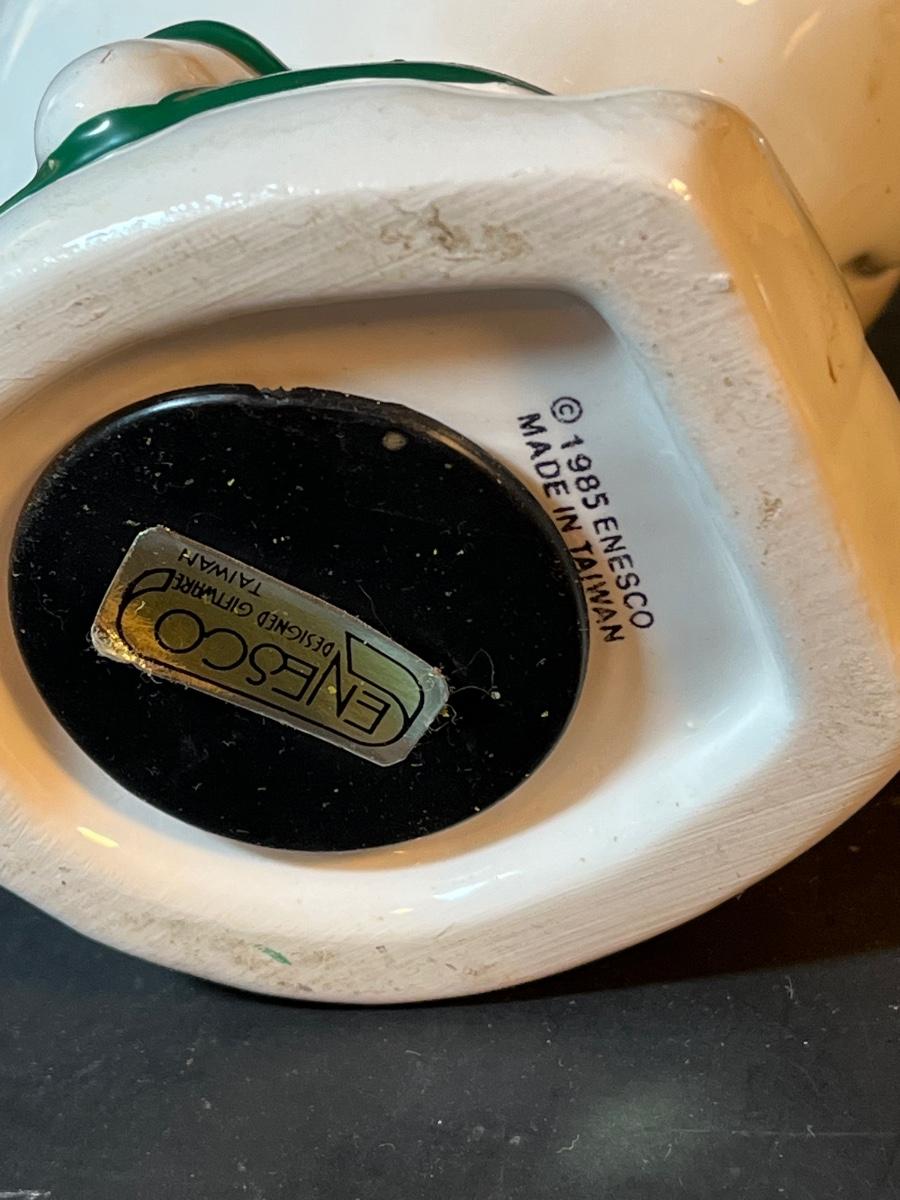 © 1985 ENESCO
MADE IN TAIWAN
ENESCO
DESIGNED GIFTWARE
TAIWAN